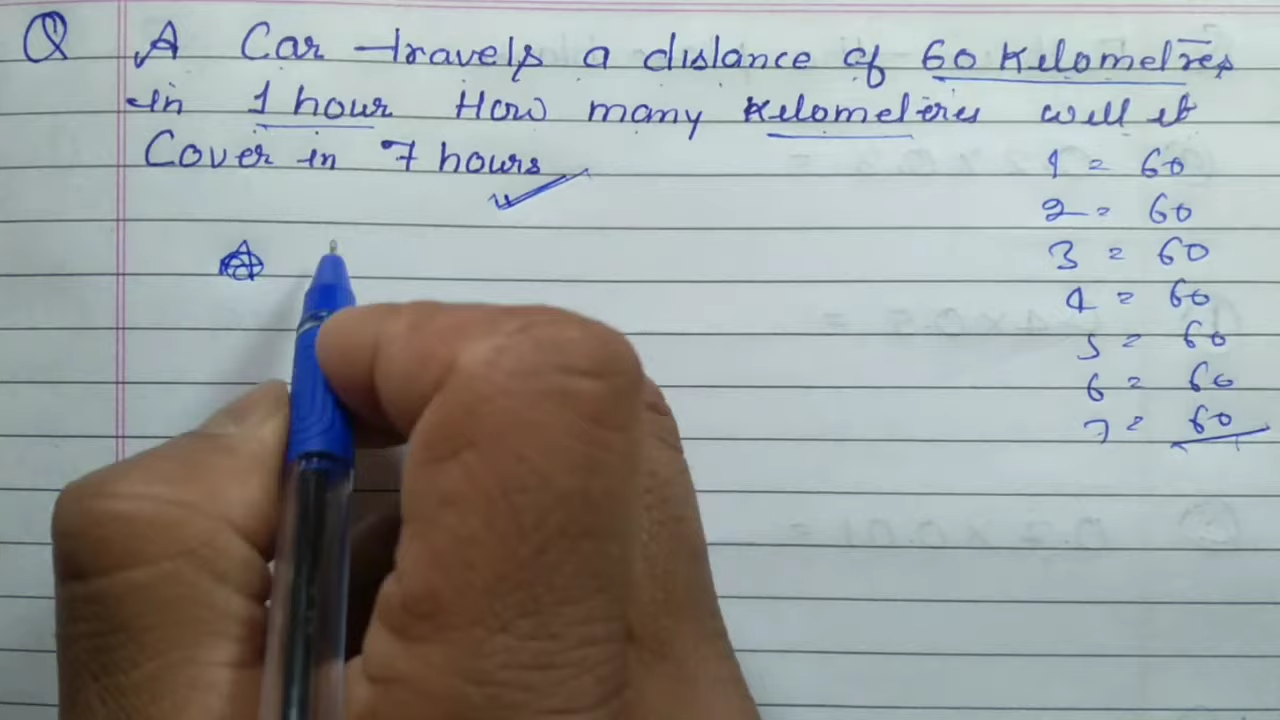 Q A Car travels a distance of 60 Kilometres
in 1 hour How many Kilometeres will it
Cover in 7 hours
1 = 60
2 = 60
3 = 60
4 = 60
5 = 60
6 = 60
7 = 60